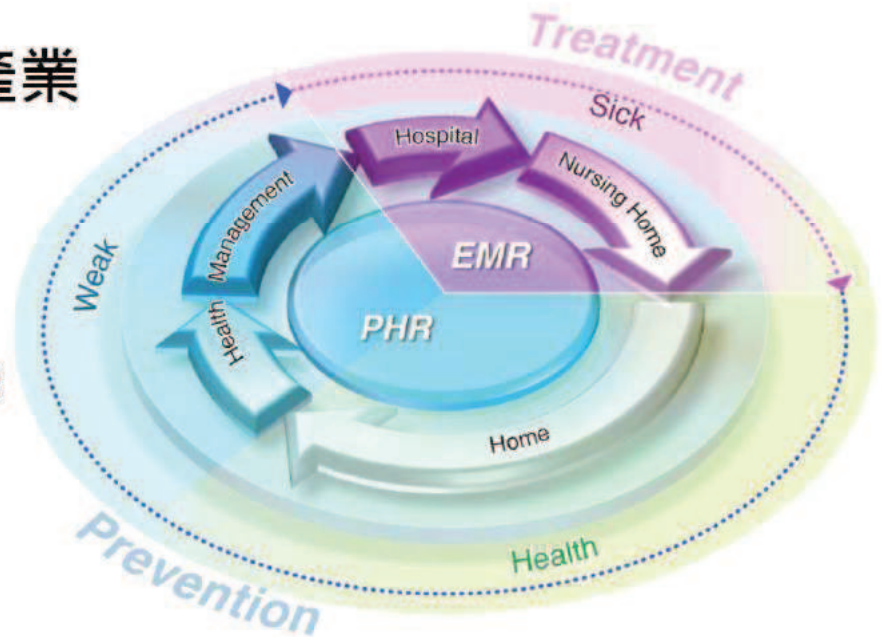 產業
Treatment
Sick
Hospital
Nursing Home
EMR
Management
Weak
PHR
Health
Home
Health
Prevention